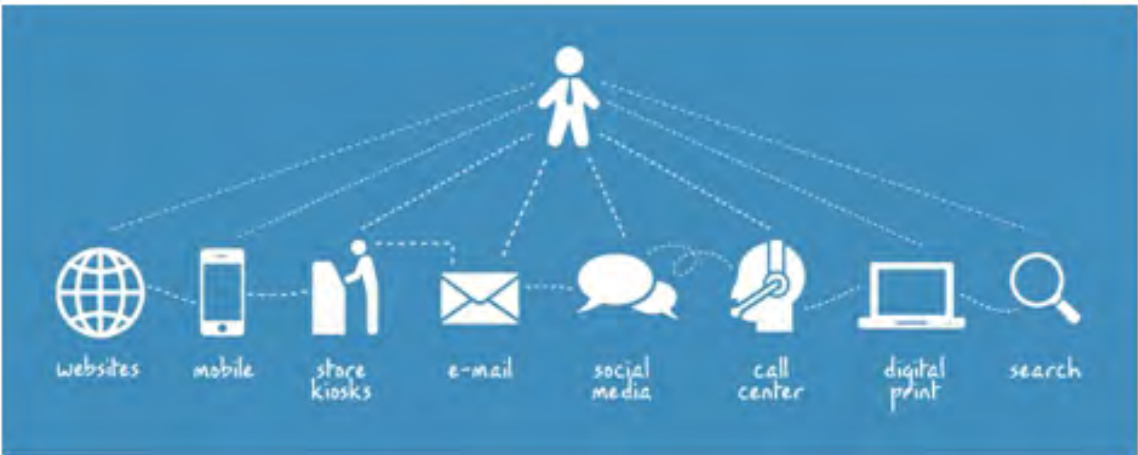 websites
mobile
store
kiosks
e-mail
social
media
call
center
digital
print
search